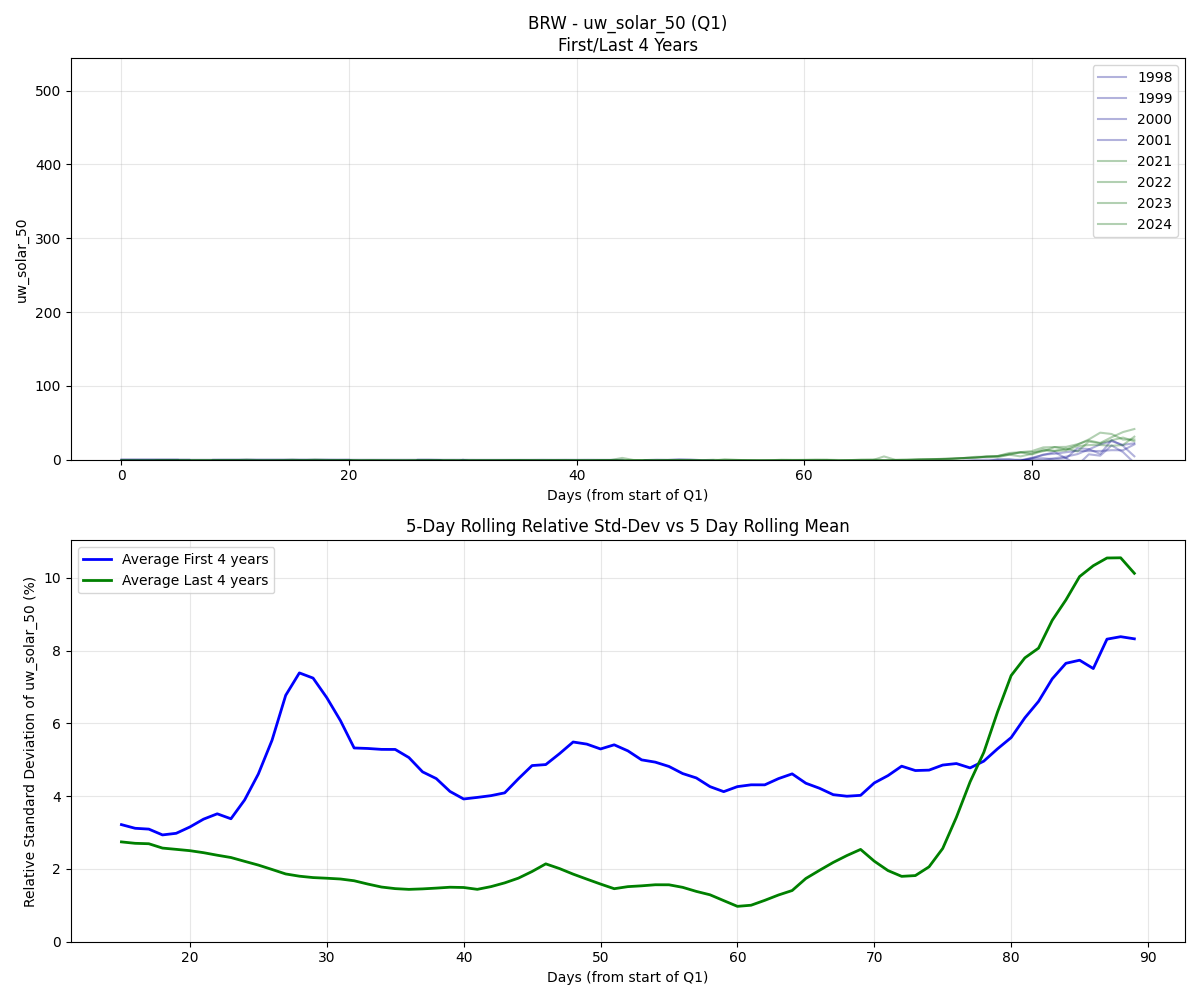 BRW - uw_solar_50 (Q1)
First/Last 4 Years
500
400
300
200
100
0
uw_solar_50
1998
1999
2000
2001
2021
2022
2023
2024
0 20 40 60 80
Days (from start of Q1)
5-Day Rolling Relative Std-Dev vs 5 Day Rolling Mean
Average First 4 years
Average Last 4 years
10
8
6
4
2
0
Relative Standard Deviation of uw_solar_50 (%)
20 30 40 50 60 70 80 90
Days (from start of Q1)